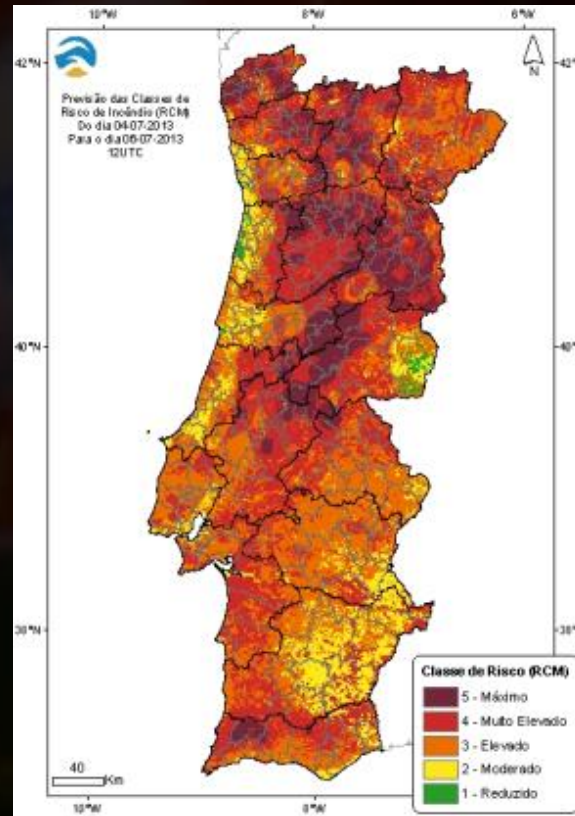 10°W 8°W 6°W
42°N 42°N
N
Previsão das Classes de
Risco de Incêndio (RCM)
Do dia 04-07-2013
Para o dia 06-07-2013
12UTC
40°N 40°N
38°N 38°N
Classe de Risco (RCM)
5 - Máximo
4 - Muito Elevado
3 - Elevado
2 - Moderado
1 - Reduzido
40
Km
10°W 8°W